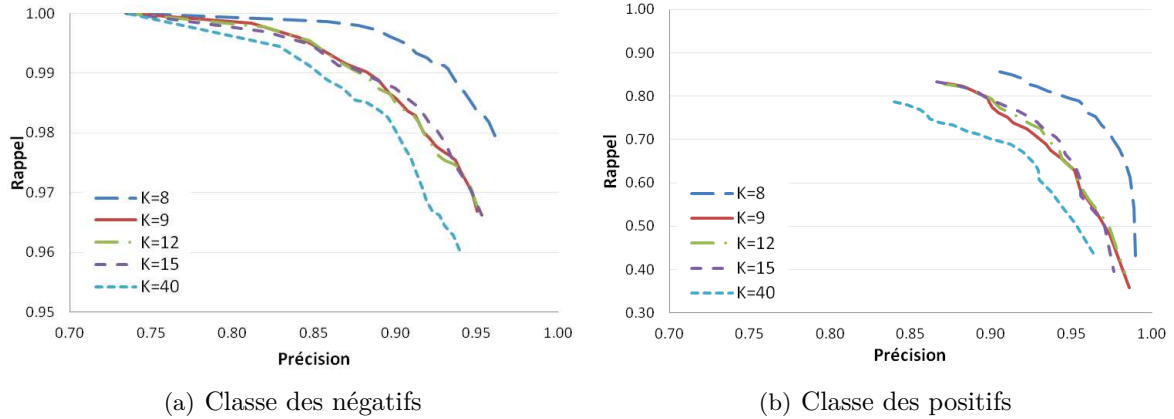 1.00
0.99
0.98
0.97
0.96
0.95
Rappel
K=8
K=9
K=12
K=15
K=40
0.70 0.75 0.80 0.85 0.90 0.95 1.00
Précision
(a) Classe des négatifs
1.00
0.90
0.80
0.70
0.60
0.50
0.40
0.30
Rappel
K=8
K=9
K=12
K=15
K=40
0.70 0.75 0.80 0.85 0.90 0.95 1.00
Précision
(b) Classe des positifs